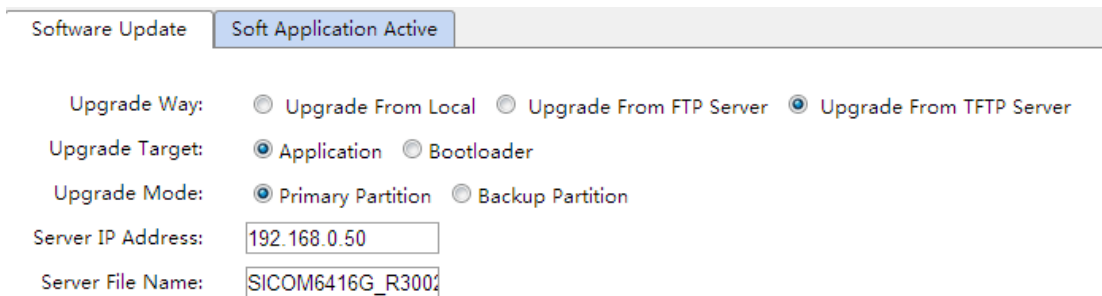 Software Update Soft Application Active
Upgrade Way: Upgrade From Local Upgrade From FTP Server Upgrade From TFTP Server
Upgrade Target: Application Bootloader
Upgrade Mode: Primary Partition Backup Partition
Server IP Address: 192.168.0.50
Server File Name: SICOM6416G_R3002